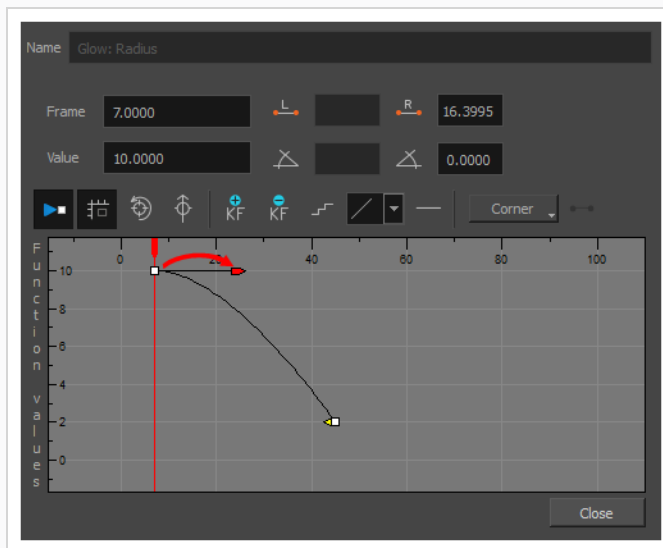 Name Glow: Radius
Frame 7.0000 L R 16.3995
Value 10.0000 0.0000
KF KF Corner
Function values
0 20 40 60 80 100
10
8
6
4
2
0
Close